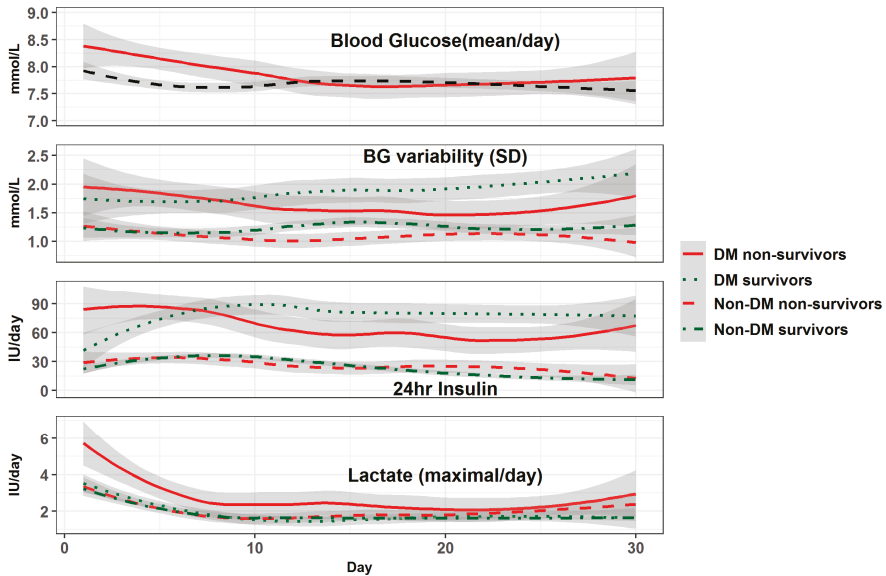 Blood Glucose(mean/day)
mmol/L
9.0
8.5
8.0
7.5
7.0
BG variability (SD)
mmol/L
2.5
2.0
1.5
1.0
24hr Insulin
IU/day
90
60
30
0
Lactate (maximal/day)
IU/day
6
4
2
0
10
20
30
Day
DM non-survivors
DM survivors
Non-DM non-survivors
Non-DM survivors